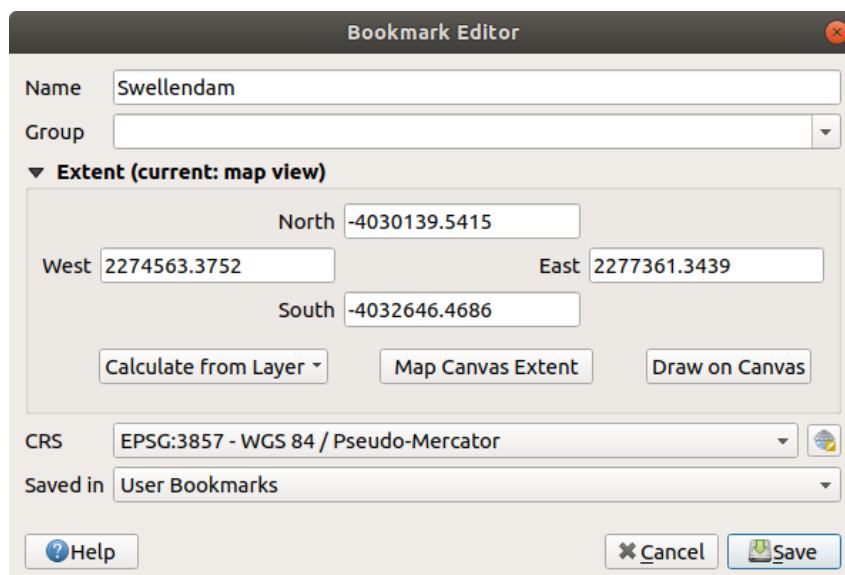 Bookmark Editor
Name Swellendam
Group
Extent (current: map view)
North -4030139.5415
West 2274563.3752 East 2277361.3439
South -4032646.4686
Calculate from Layer Map Canvas Extent Draw on Canvas
CRS EPSG:3857 - WGS 84 / Pseudo-Mercator
Saved in User Bookmarks
Help Cancel Save